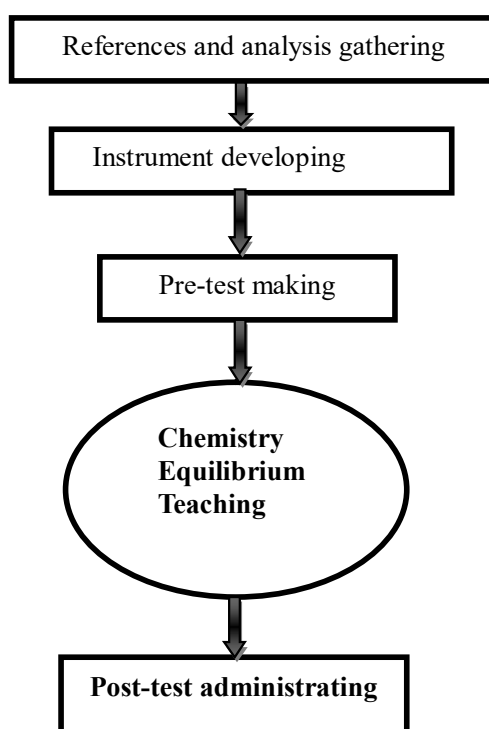 References and analysis gathering
Instrument developing
Pre-test making
Chemistry
Equilibrium
Teaching
Post-test administrating